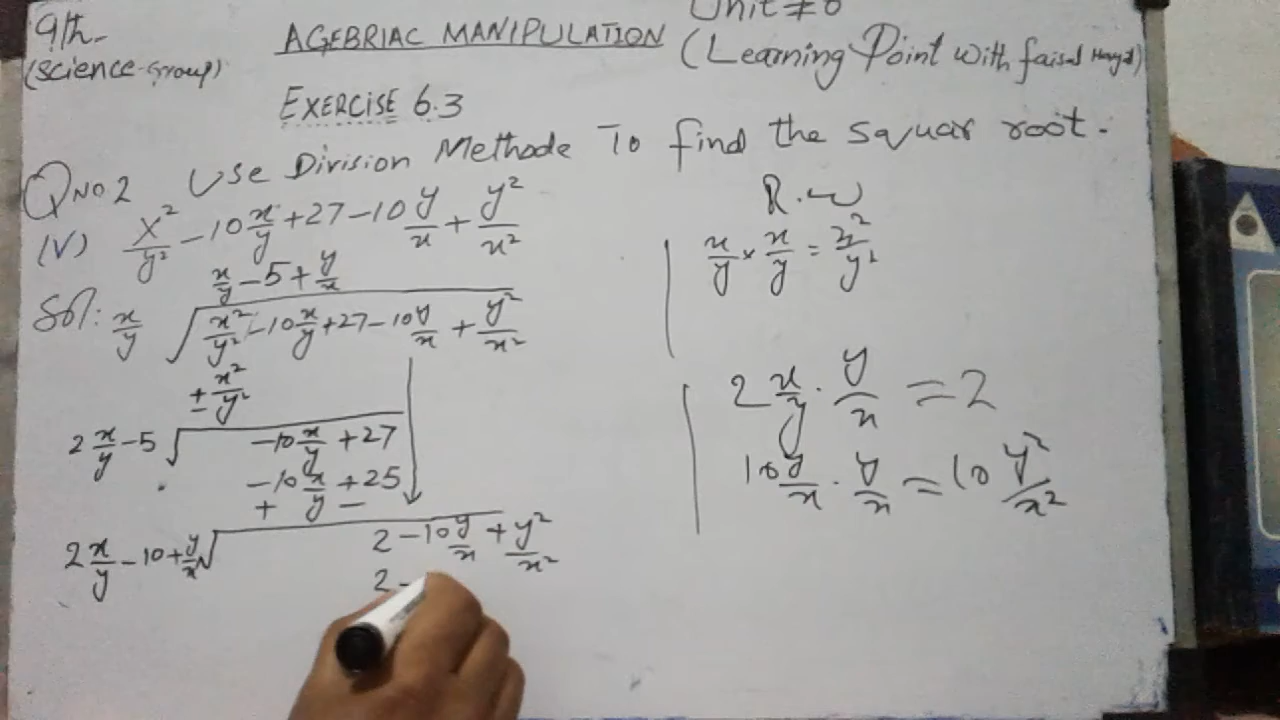 9th- AGEBRIAC MANIPULATION Unit #6
(science-Group) (Learning Point with faisal )
EXERCISE 6.3
QNO2 Use Division Methode To find the squar root.
(V) x²/y² - 10 x/y + 27 - 10 y/x + y²/x²
R.W
x/y × x/y = x²/y²
x/y - 5 + y/x
Sol: x/y √ x²/y² - 10 x/y + 27 - 10 y/x + y²/x²
± x²/y²
2 x/y - 5 √ -10 x/y + 27
-10 x/y + 25
+ -
2 x/y - 10 + y/x √ 2 - 10 y/x + y²/x²
2 -
2 x/y · y/x = 2
10 y/x · y/x = 10 y²/x²